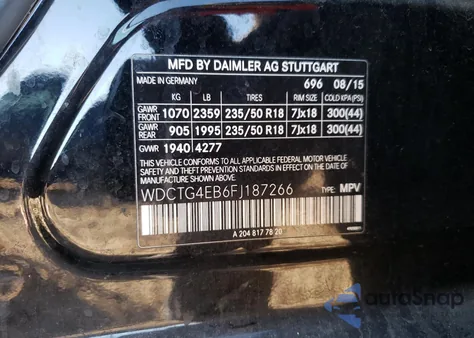 MFD BY DAIMLER AG STUTTGART
MADE IN GERMANY 696 08/15
KG LB TIRES RIM SIZE COLD KPA(PSI)
GAWR FRONT 1070 2359 235/50 R18 7Jx18 300(44)
GAWR REAR 905 1995 235/50 R18 7Jx18 300(44)
GVWR 1940 4277
THIS VEHICLE CONFORMS TO ALL APPLICABLE U.S. FEDERAL MOTOR VEHICLE
SAFETY AND THEFT PREVENTION STANDARDS IN EFFECT
ON THE DATE OF MANUFACTURE SHOWN ABOVE.
WDCTG4EB6FJ187266 TYPE: MPV
A 204 817 78 20
autoSnap